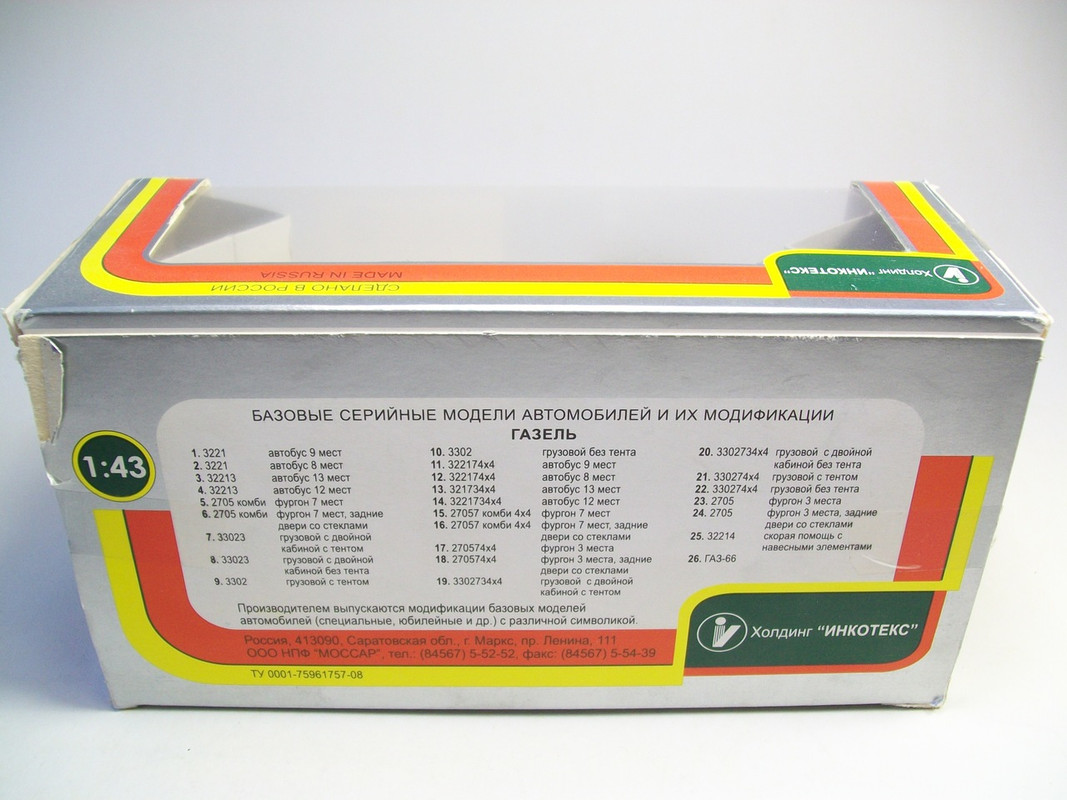 СДЕЛАНО В РОССИИ
MADE IN RUSSIA
Холдинг "ИНКОТЕКС"
БАЗОВЫЕ СЕРИЙНЫЕ МОДЕЛИ АВТОМОБИЛЕЙ И ИХ МОДИФИКАЦИИ
ГАЗЕЛЬ
1:43
1. 3221 автобус 9 мест
2. 3221 автобус 8 мест
3. 32213 автобус 13 мест
4. 32213 автобус 12 мест
5. 2705 комби фургон 7 мест
6. 2705 комби фургон 7 мест, задние
двери со стеклами
7. 33023 грузовой с двойной
кабиной с тентом
8. 33023 грузовой с двойной
кабиной без тента
9. 3302 грузовой с тентом
10. 3302 грузовой без тента
11. 322174х4 автобус 9 мест
12. 322174х4 автобус 8 мест
13. 321734х4 автобус 13 мест
14. 3221734х4 автобус 12 мест
15. 27057 комби 4х4 фургон 7 мест
16. 27057 комби 4х4 фургон 7 мест, задние
двери со стеклами
17. 270574х4 фургон 3 места
18. 270574х4 фургон 3 места, задние
двери со стеклами
19. 3302734х4 грузовой с двойной
кабиной с тентом
20. 3302734х4 грузовой с двойной
кабиной без тента
21. 330274х4 грузовой с тентом
22. 330274х4 грузовой без тента
23. 2705 фургон 3 места
24. 2705 фургон 3 места, задние
двери со стеклами
25. 32214 скорая помощь с
навесными элементами
26. ГАЗ-66
Производителем выпускаются модификации базовых моделей
автомобилей (специальные, юбилейные и др.) с различной символикой.
Россия, 413090, Саратовская обл., г. Маркс, пр. Ленина, 111
ООО НПФ "МОССАР", тел.: (84567) 5-52-52, факс: (84567) 5-54-39
ТУ 0001-75961757-08
Холдинг "ИНКОТЕКС"